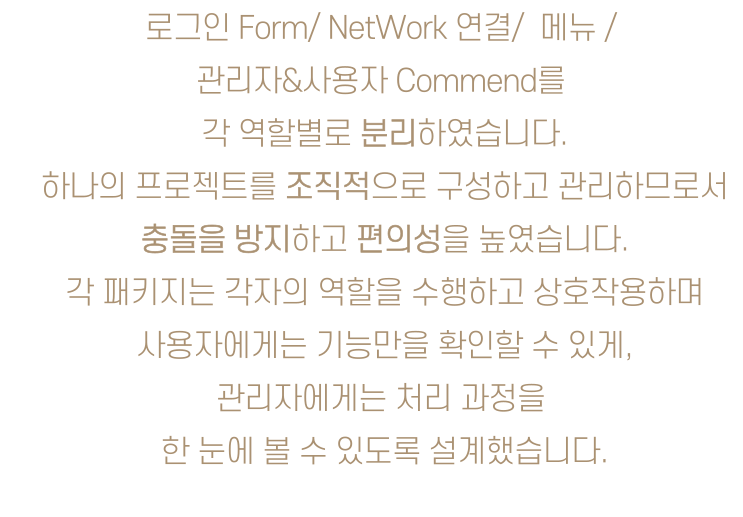 로그인 Form/ NetWork 연결/ 메뉴 /
관리자&사용자 Commend를
각 역할별로 분리하였습니다.
하나의 프로젝트를 조직적으로 구성하고 관리하므로서
충돌을 방지하고 편의성을 높였습니다.
각 패키지는 각자의 역할을 수행하고 상호작용하며
사용자에게는 기능만을 확인할 수 있게,
관리자에게는 처리 과정을
한 눈에 볼 수 있도록 설계했습니다.